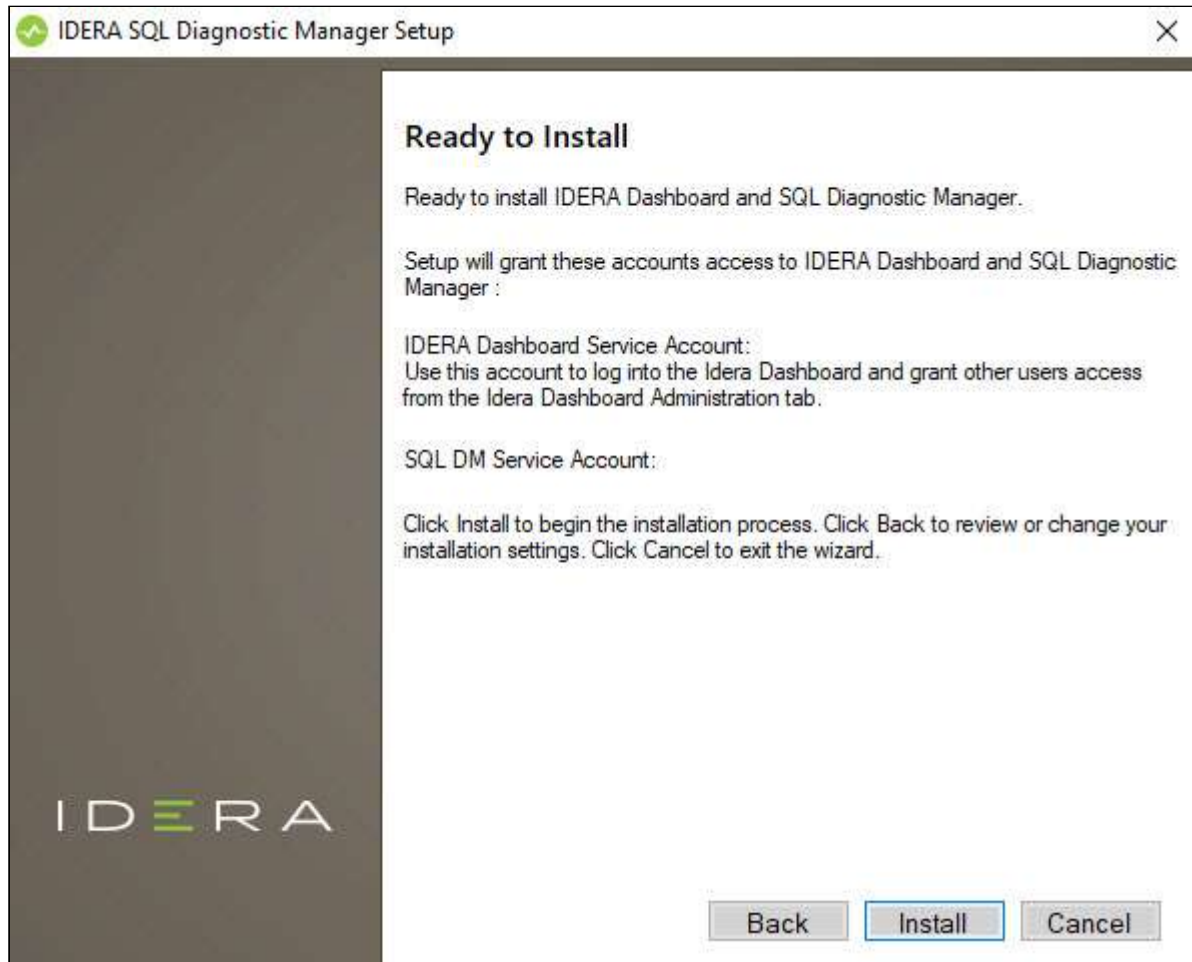 IDERA SQL Diagnostic Manager Setup
Ready to Install
Ready to install IDERA Dashboard and SQL Diagnostic Manager.
Setup will grant these accounts access to IDERA Dashboard and SQL Diagnostic
Manager :
IDERA Dashboard Service Account:
Use this account to log into the Idera Dashboard and grant other users access
from the Idera Dashboard Administration tab.
SQL DM Service Account:
Click Install to begin the installation process. Click Back to review or change your
installation settings. Click Cancel to exit the wizard.
IDERA
Back Install Cancel